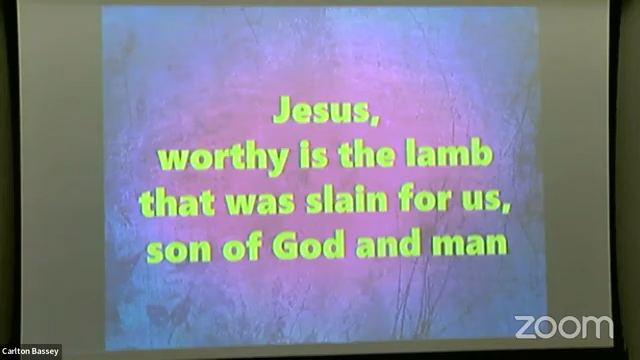 Jesus,
worthy is the lamb
that was slain for us,
son of God and man
zoom
Carlton Bassey